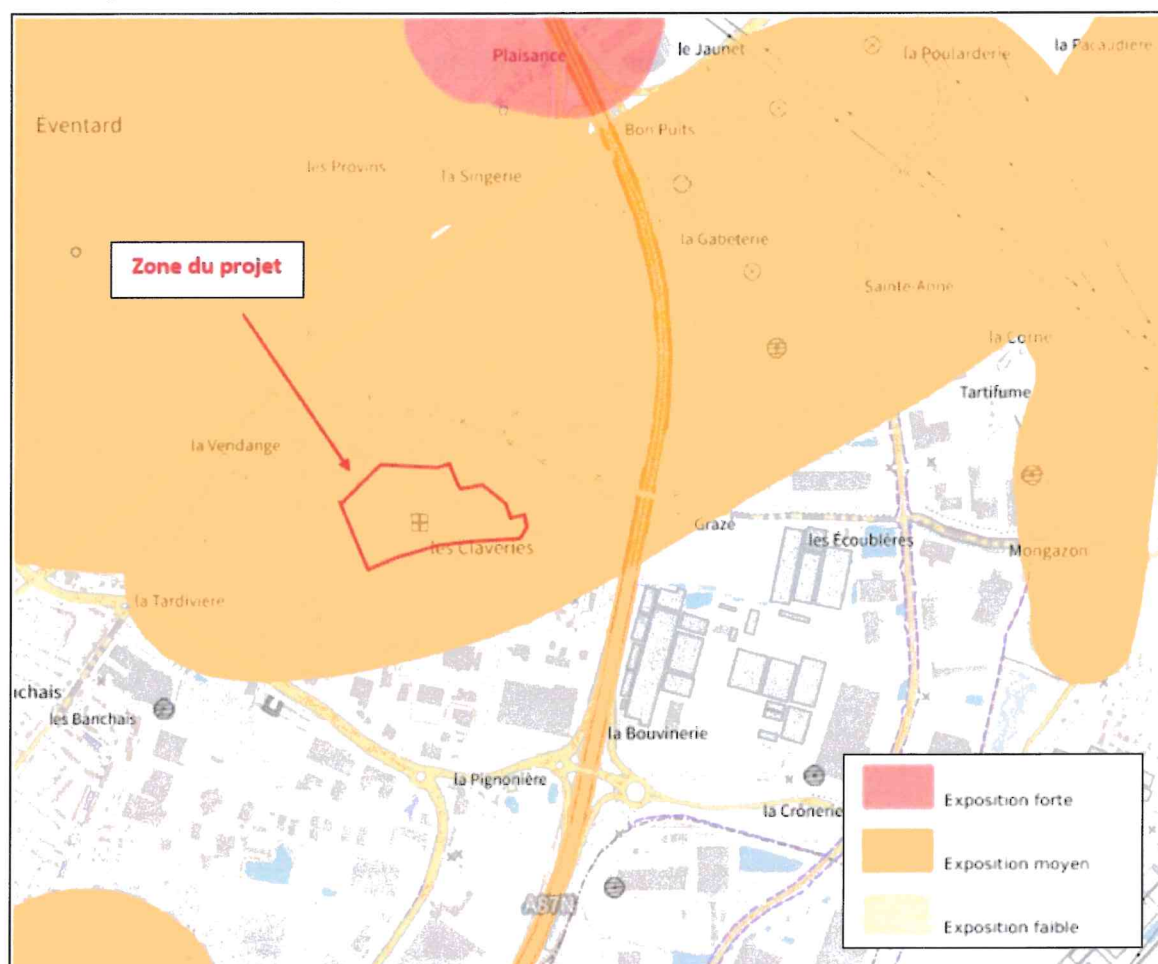 Plaisance
le Jaunet
la Poularderie
la Pacaudière
Éventard
Bon Puits
les Provins
la Singerie
la Gabeterie
Zone du projet
Sainte-Anne
la Corne
Tartifume
la Vendange
Grazé
les Claveries
les Écoublères
Mongazon
la Tardivière
les Banchais
la Bouvinerie
la Pignonière
la Crônerie
A87N
Exposition forte
Exposition moyen
Exposition faible